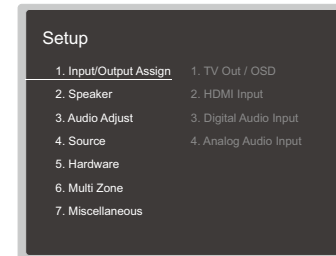 Setup
1. Input/Output Assign
2. Speaker
3. Audio Adjust
4. Source
5. Hardware
6. Multi Zone
7. Miscellaneous
1. TV Out / OSD
2. HDMI Input
3. Digital Audio Input
4. Analog Audio Input